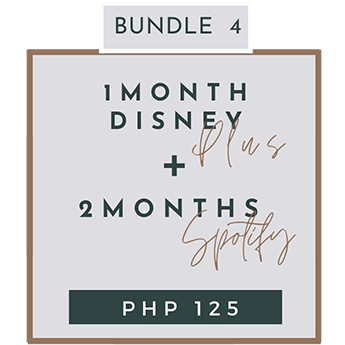 BUNDLE 4
1MONTH
DISNEY
Plus
+
2MONTHS
Spotify
PHP 125